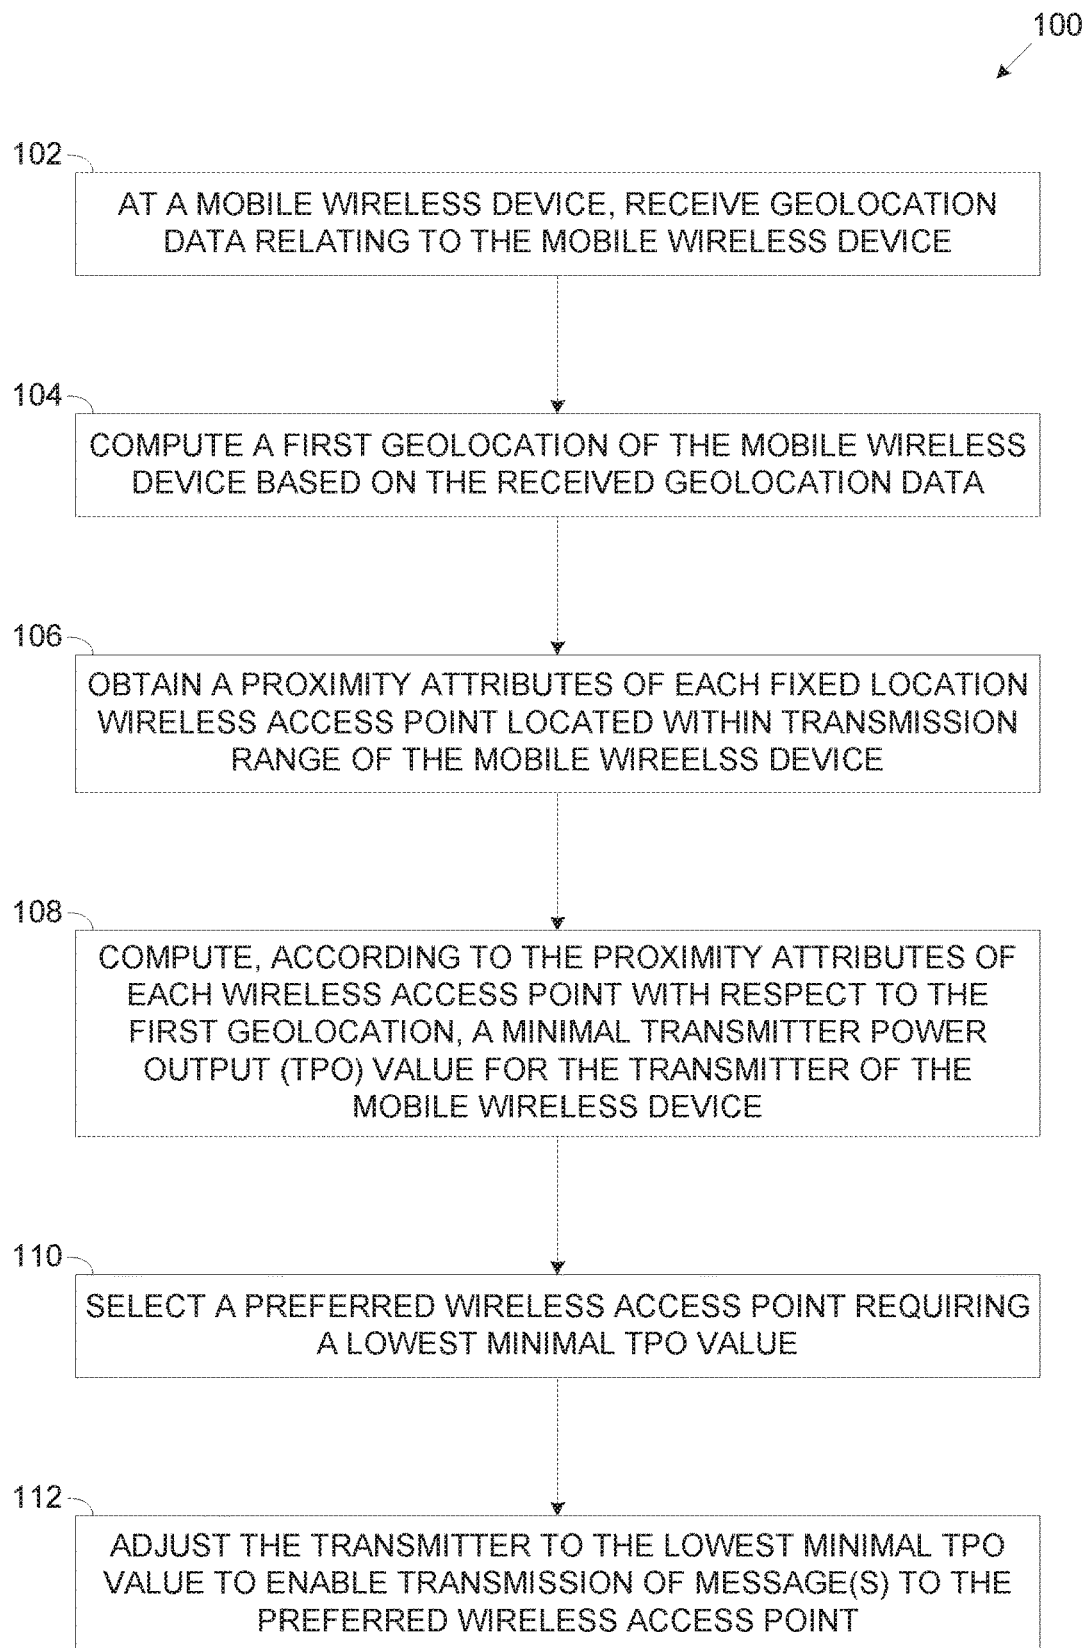 100
102
AT A MOBILE WIRELESS DEVICE, RECEIVE GEOLOCATION
DATA RELATING TO THE MOBILE WIRELESS DEVICE
104
COMPUTE A FIRST GEOLOCATION OF THE MOBILE WIRELESS
DEVICE BASED ON THE RECEIVED GEOLOCATION DATA
106
OBTAIN A PROXIMITY ATTRIBUTES OF EACH FIXED LOCATION
WIRELESS ACCESS POINT LOCATED WITHIN TRANSMISSION
RANGE OF THE MOBILE WIREELSS DEVICE
108
COMPUTE, ACCORDING TO THE PROXIMITY ATTRIBUTES OF
EACH WIRELESS ACCESS POINT WITH RESPECT TO THE
FIRST GEOLOCATION, A MINIMAL TRANSMITTER POWER
OUTPUT (TPO) VALUE FOR THE TRANSMITTER OF THE
MOBILE WIRELESS DEVICE
110
SELECT A PREFERRED WIRELESS ACCESS POINT REQUIRING
A LOWEST MINIMAL TPO VALUE
112
ADJUST THE TRANSMITTER TO THE LOWEST MINIMAL TPO
VALUE TO ENABLE TRANSMISSION OF MESSAGE(S) TO THE
PREFERRED WIRELESS ACCESS POINT